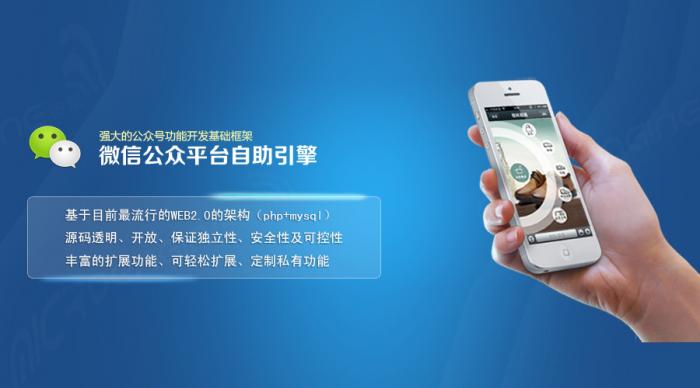 强大的公众号功能开发基础框架
微信公众平台自助引擎
基于目前最流行的WEB2.0的架构（php+mysql）
源码透明、开放、保证独立性、安全性及可控性
丰富的扩展功能、可轻松扩展、定制私有功能